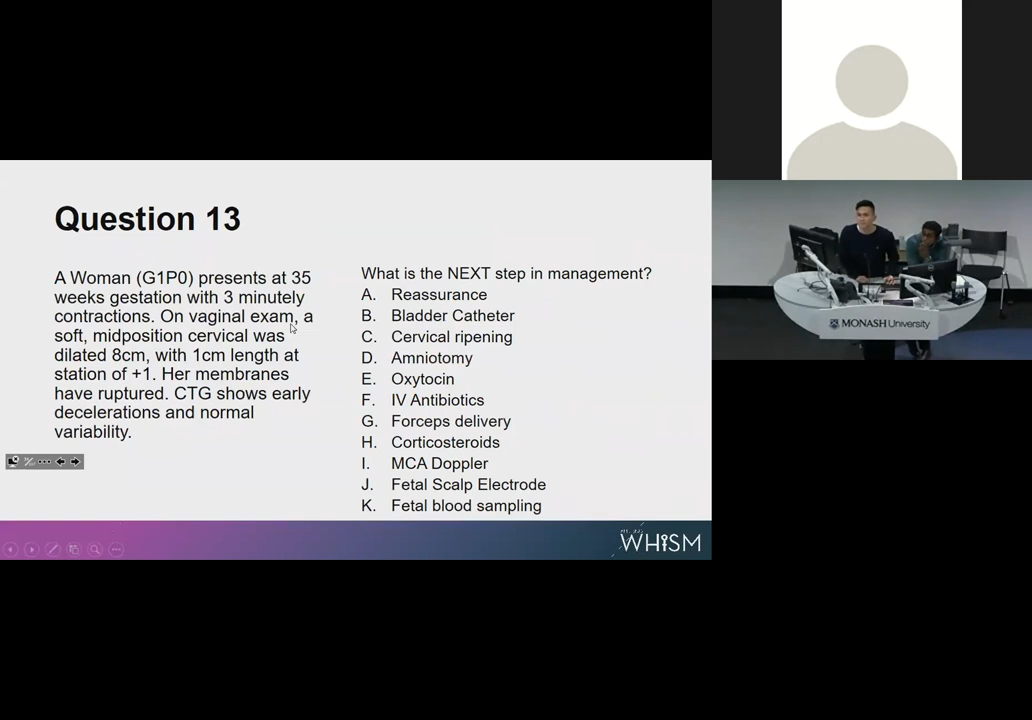 Question 13
A Woman (G1P0) presents at 35
weeks gestation with 3 minutely
contractions. On vaginal exam, a
soft, midposition cervical was
dilated 8cm, with 1cm length at
station of +1. Her membranes
have ruptured. CTG shows early
decelerations and normal
variability.
What is the NEXT step in management?
A. Reassurance
B. Bladder Catheter
C. Cervical ripening
D. Amniotomy
E. Oxytocin
F. IV Antibiotics
G. Forceps delivery
H. Corticosteroids
I. MCA Doppler
J. Fetal Scalp Electrode
K. Fetal blood sampling
WHISM
MONASH University